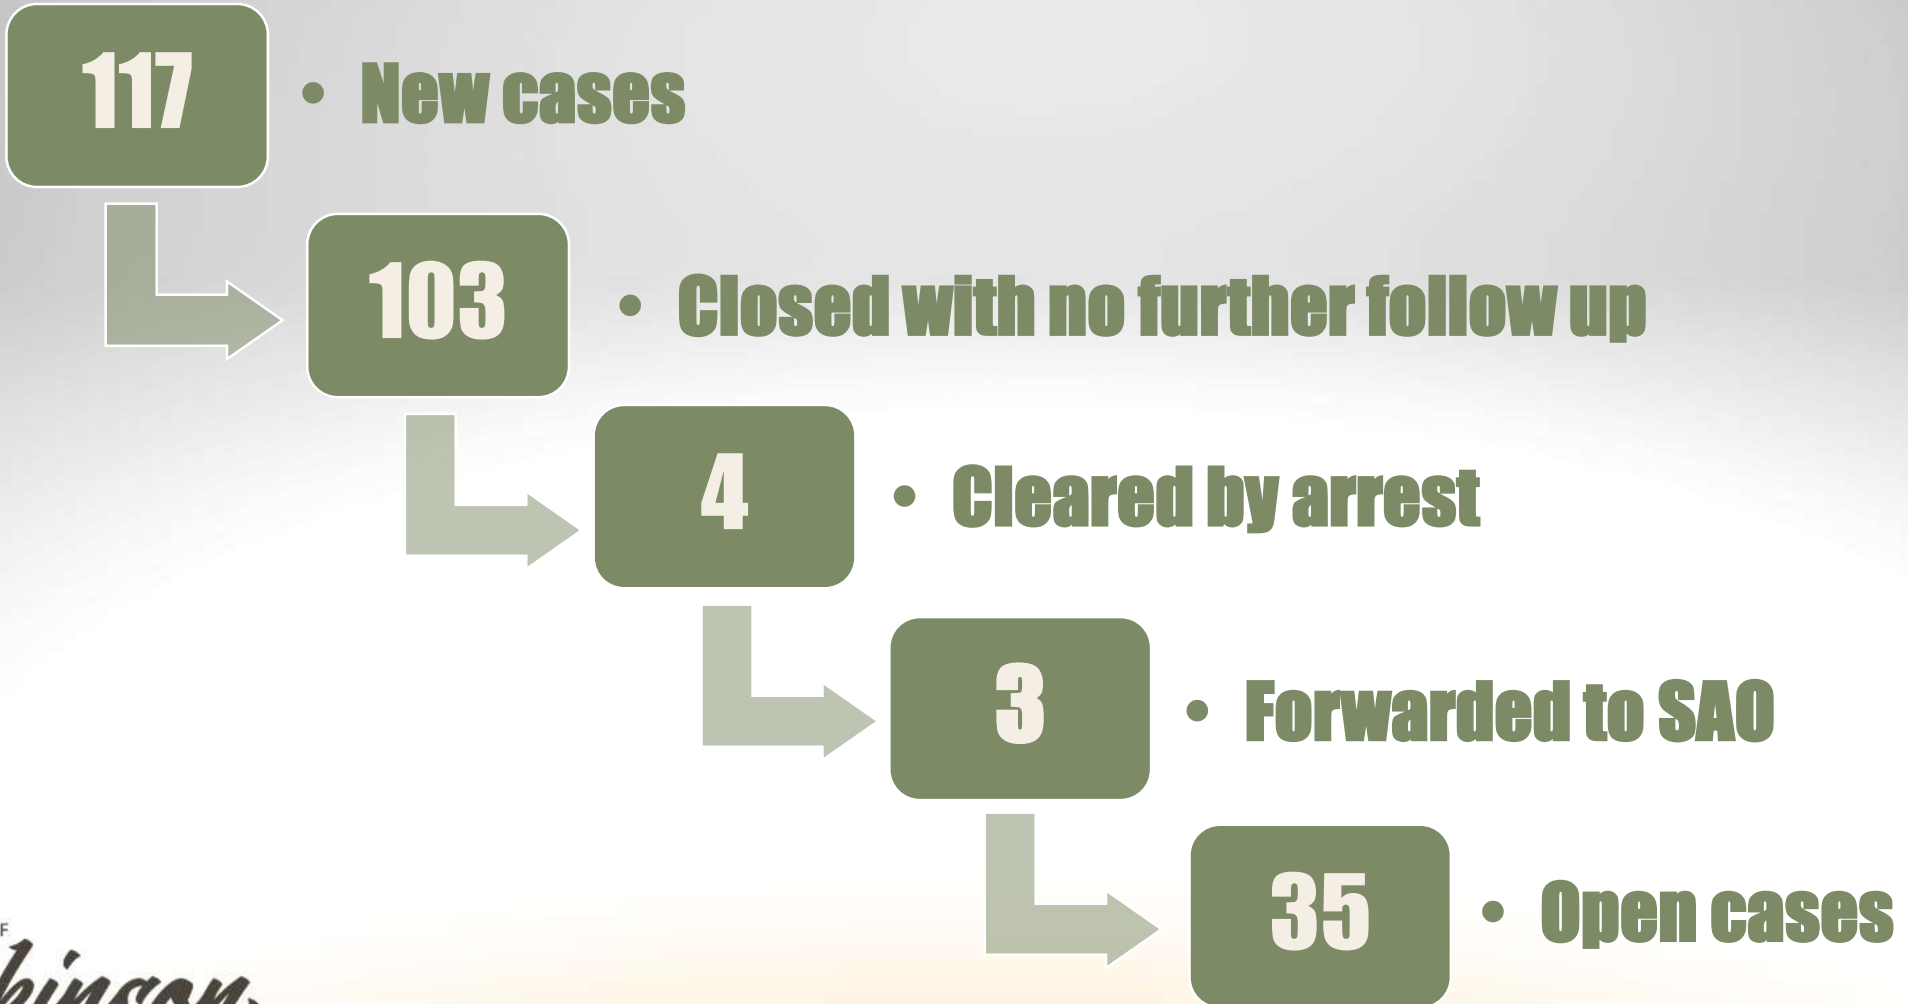 117
• New cases
103
• Closed with no further follow up
4
• Cleared by arrest
3
• Forwarded to SAO
35
• Open cases